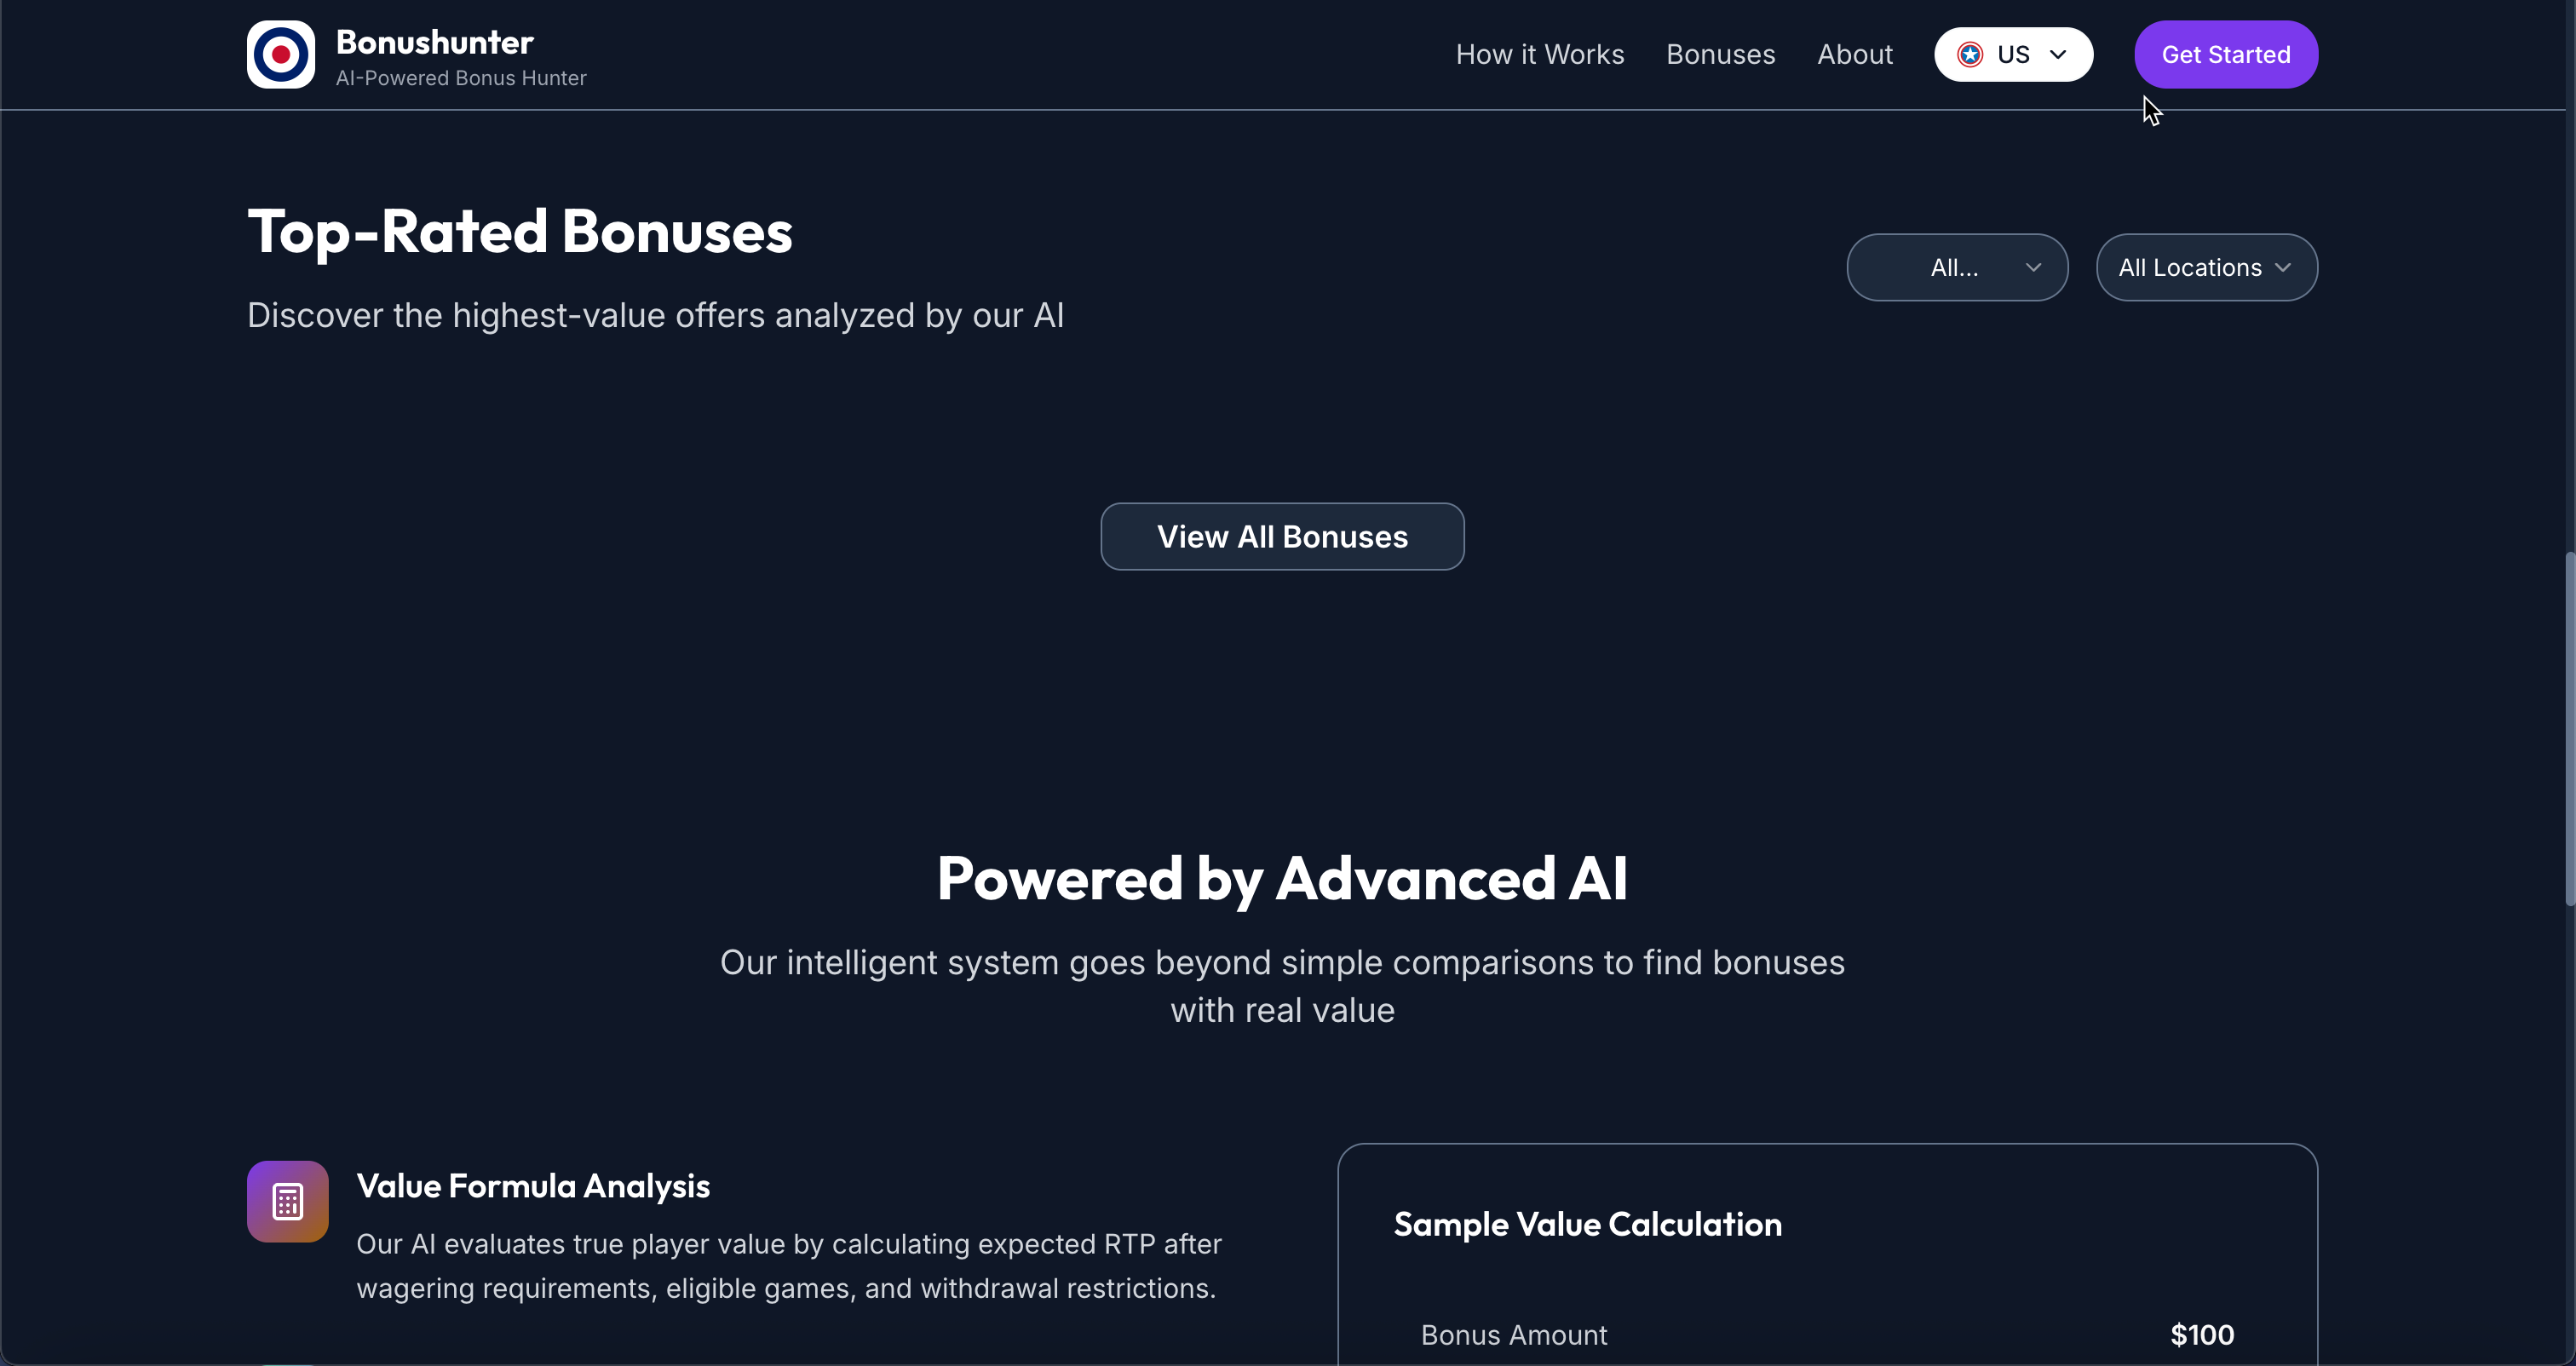 Bonushunter
AI-Powered Bonus Hunter
How it Works
Bonuses
About
US
Get Started
Top-Rated Bonuses
Discover the highest-value offers analyzed by our AI
All...
All Locations
View All Bonuses
Powered by Advanced AI
Our intelligent system goes beyond simple comparisons to find bonuses
with real value
Value Formula Analysis
Our AI evaluates true player value by calculating expected RTP after
wagering requirements, eligible games, and withdrawal restrictions.
Sample Value Calculation
Bonus Amount
$100